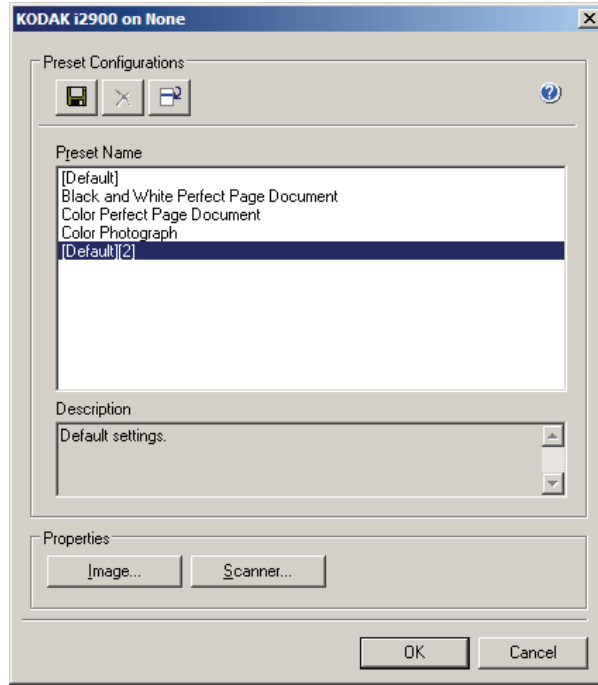 KODAK i2900 on None
Preset Configurations
Preset Name
[Default]
Black and White Perfect Page Document
Color Perfect Page Document
Color Photograph
[Default][2]
Description
Default settings.
Properties
Image... Scanner...
OK Cancel